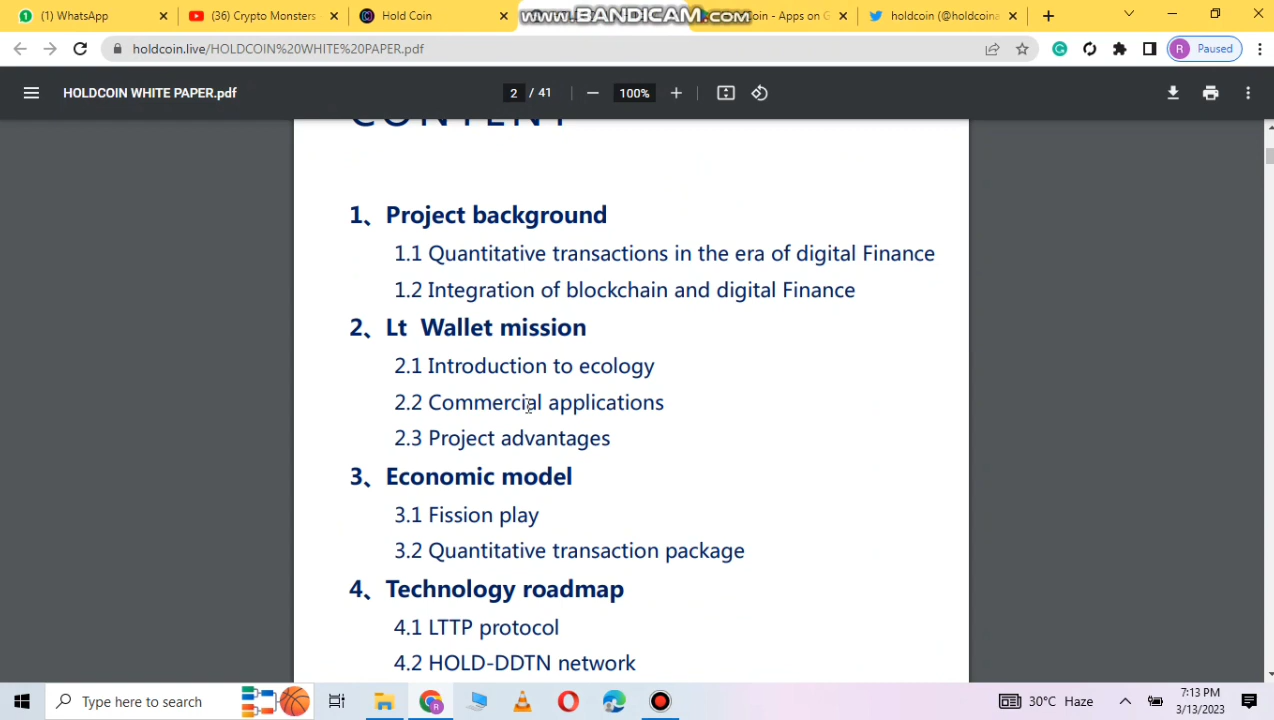 (1) WhatsApp
(36) Crypto Monsters
Hold Coin
www.BANDICAM.com
oin - Apps on G
holdcoin (@holdcoina
holdcoin.live/HOLDCOIN%20WHITE%20PAPER.pdf
R Paused
HOLDCOIN WHITE PAPER.pdf
2 / 41
100%
CONTENT
1、Project background
1.1 Quantitative transactions in the era of digital Finance
1.2 Integration of blockchain and digital Finance
2、Lt Wallet mission
2.1 Introduction to ecology
2.2 Commercial applications
2.3 Project advantages
3、Economic model
3.1 Fission play
3.2 Quantitative transaction package
4、Technology roadmap
4.1 LTTP protocol
4.2 HOLD-DDTN network
Type here to search
30°C Haze
7:13 PM
3/13/2023